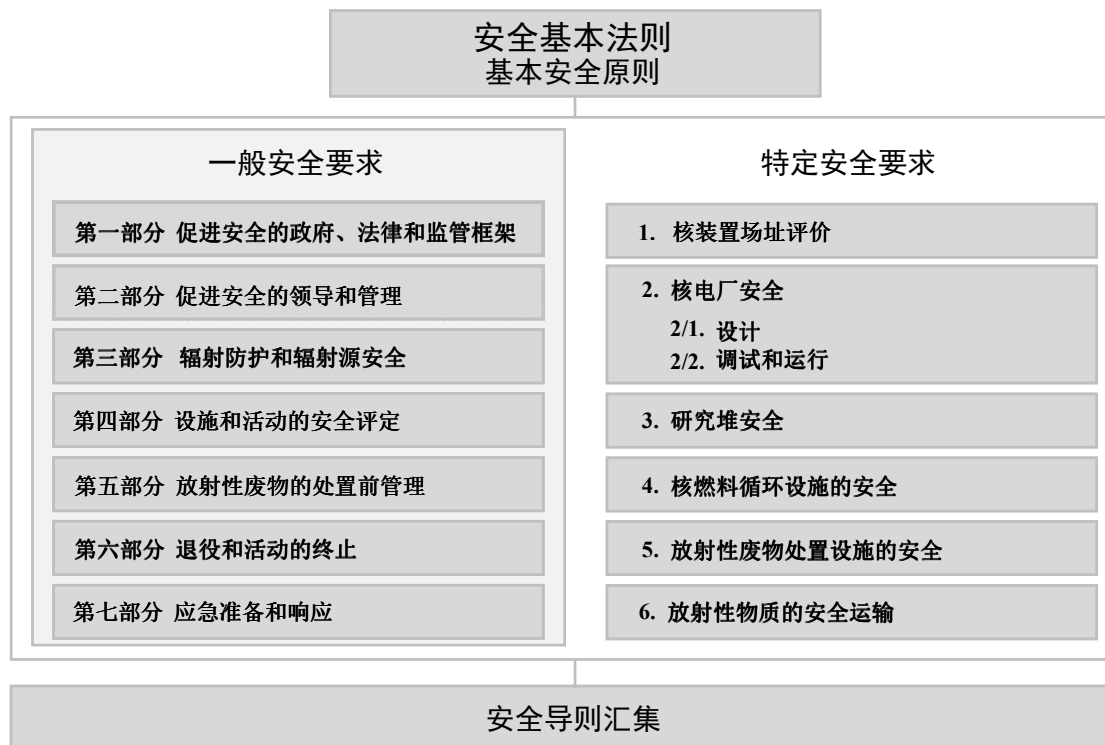 安全基本法则
基本安全原则
一般安全要求
第一部分 促进安全的政府、法律和监管框架
第二部分 促进安全的领导和管理
第三部分 辐射防护和辐射源安全
第四部分 设施和活动的安全评定
第五部分 放射性废物的处置前管理
第六部分 退役和活动的终止
第七部分 应急准备和响应
特定安全要求
1. 核装置场址评价
2. 核电厂安全
2/1. 设计
2/2. 调试和运行
3. 研究堆安全
4. 核燃料循环设施的安全
5. 放射性废物处置设施的安全
6. 放射性物质的安全运输
安全导则汇集